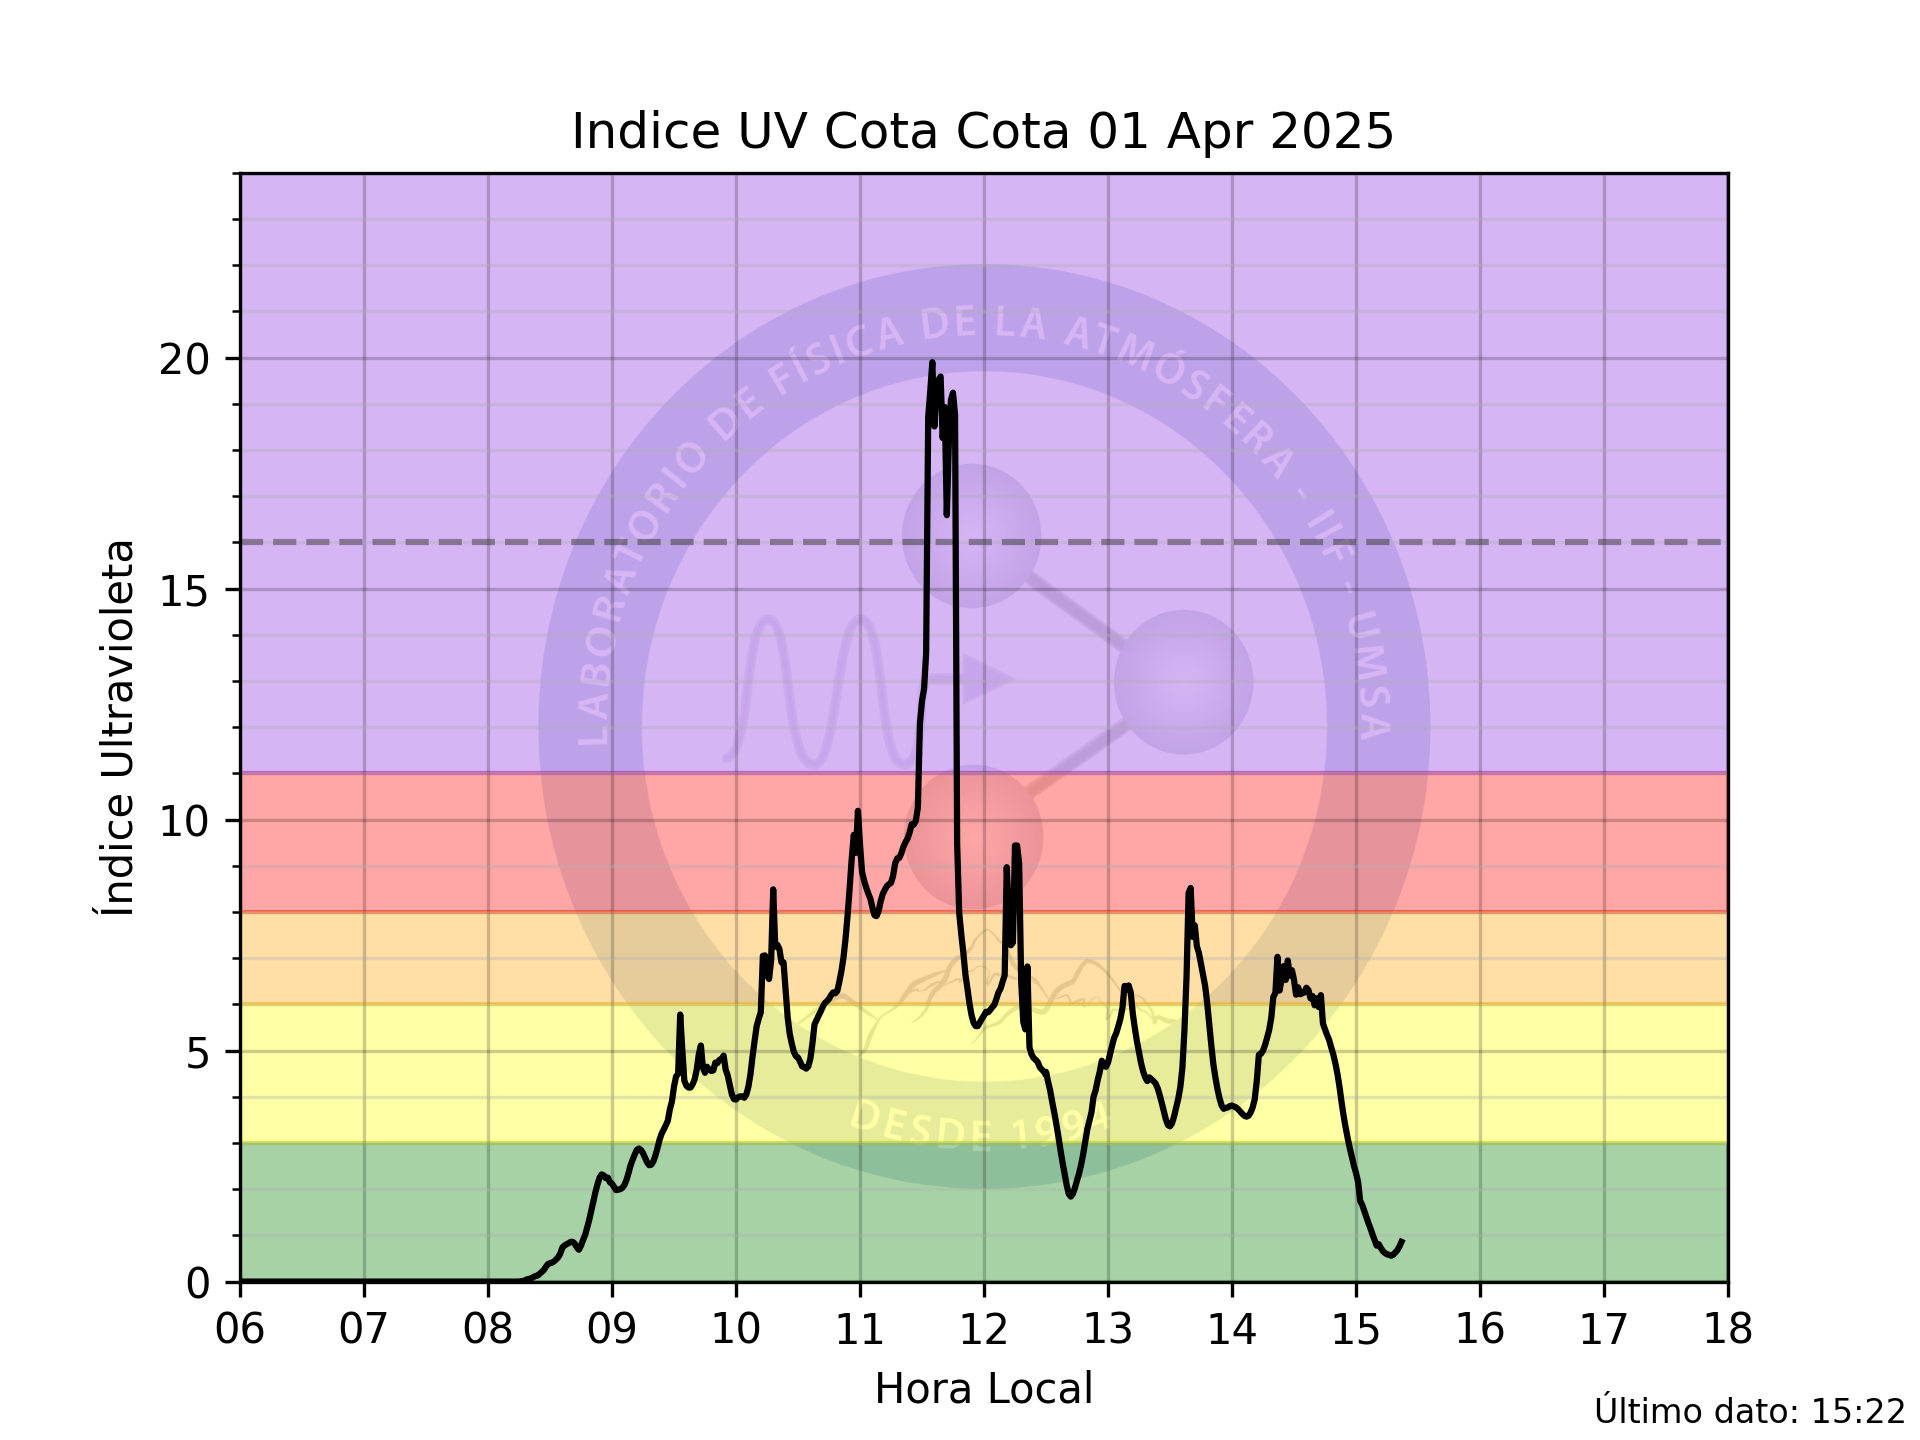 Indice UV Cota Cota 01 Apr 2025
Índice Ultravioleta
20
15
10
5
0
LABORATORIO DE FÍSICA DE LA ATMÓSFERA - IIF - UMSA
DESDE 1994
06 07 08 09 10 11 12 13 14 15 16 17 18
Hora Local
Último dato: 15:22